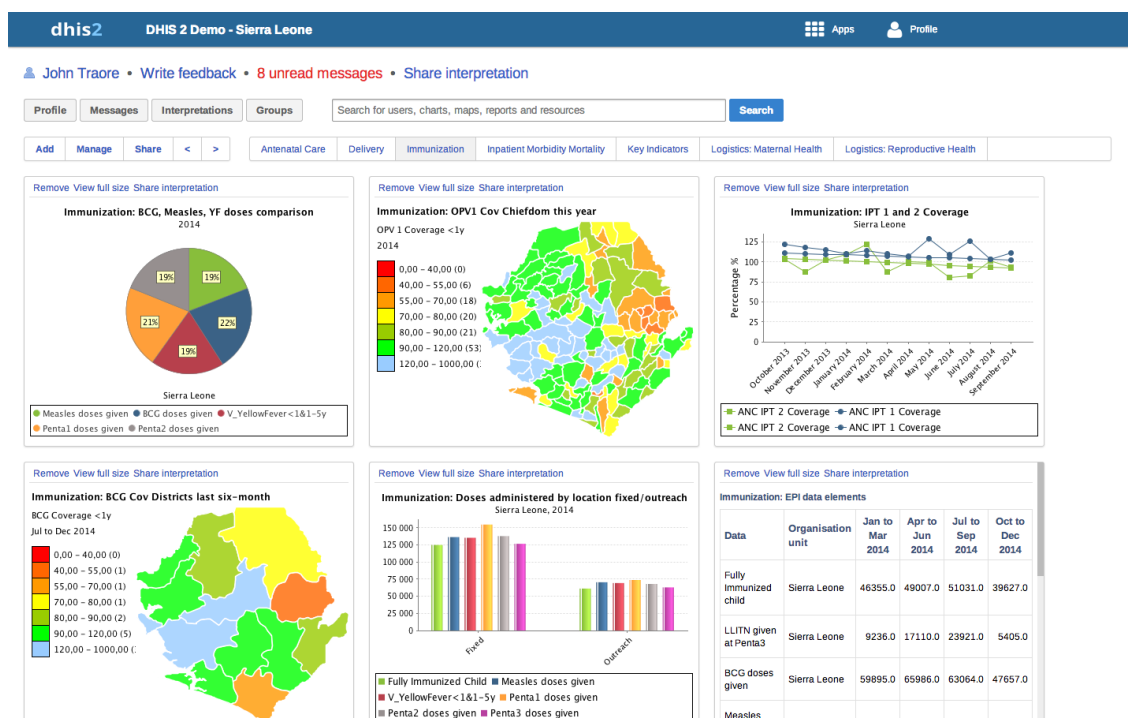 dhis2 DHIS 2 Demo - Sierra Leone Apps Profile
John Traore • Write feedback • 8 unread messages • Share interpretation
Profile Messages Interpretations Groups Search for users, charts, maps, reports and resources Search
Add Manage Share < > Antenatal Care Delivery Immunization Inpatient Morbidity Mortality Key Indicators Logistics: Maternal Health Logistics: Reproductive Health
Remove View full size Share interpretation
Immunization: BCG, Measles, YF doses comparison
2014
19% 19%
21% 22%
19%
Sierra Leone
Measles doses given BCG doses given V_YellowFever<1&1-5y
Penta1 doses given Penta2 doses given
Remove View full size Share interpretation
Immunization: OPV1 Cov Chiefdom this year
OPV 1 Coverage <1y
2014
0,00 - 40,00 (0)
40,00 - 55,00 (6)
55,00 - 70,00 (18)
70,00 - 80,00 (20)
80,00 - 90,00 (21)
90,00 - 120,00 (53)
120,00 - 1000,00 (
Remove View full size Share interpretation
Immunization: IPT 1 and 2 Coverage
Sierra Leone
Percentage %
125
100
75
50
25
0
October 2013
November 2013
December 2013
January 2014
February 2014
March 2014
April 2014
May 2014
June 2014
July 2014
August 2014
September 2014
ANC IPT 2 Coverage ANC IPT 1 Coverage
ANC IPT 2 Coverage ANC IPT 1 Coverage
Remove View full size Share interpretation
Immunization: BCG Cov Districts last six-month
BCG Coverage <1y
Jul to Dec 2014
0,00 - 40,00 (0)
40,00 - 55,00 (1)
55,00 - 70,00 (1)
70,00 - 80,00 (1)
80,00 - 90,00 (2)
90,00 - 120,00 (5)
120,00 - 1000,00 (
Remove View full size Share interpretation
Immunization: Doses administered by location fixed/outreach
Sierra Leone, 2014
150 000
125 000
100 000
75 000
50 000
25 000
0
Fixed
Outreach
Fully Immunized Child Measles doses given
V_YellowFever<1&1-5y Penta1 doses given
Penta2 doses given Penta3 doses given
Remove View full size Share interpretation
Immunization: EPI data elements
Data Organisation unit Jan to Mar 2014 Apr to Jun 2014 Jul to Sep 2014 Oct to Dec 2014
Fully Immunized child Sierra Leone 46355.0 49007.0 51031.0 39627.0
LLITN given at Penta3 Sierra Leone 9236.0 17110.0 23921.0 5405.0
BCG doses given Sierra Leone 59895.0 65986.0 63064.0 47657.0
Measles